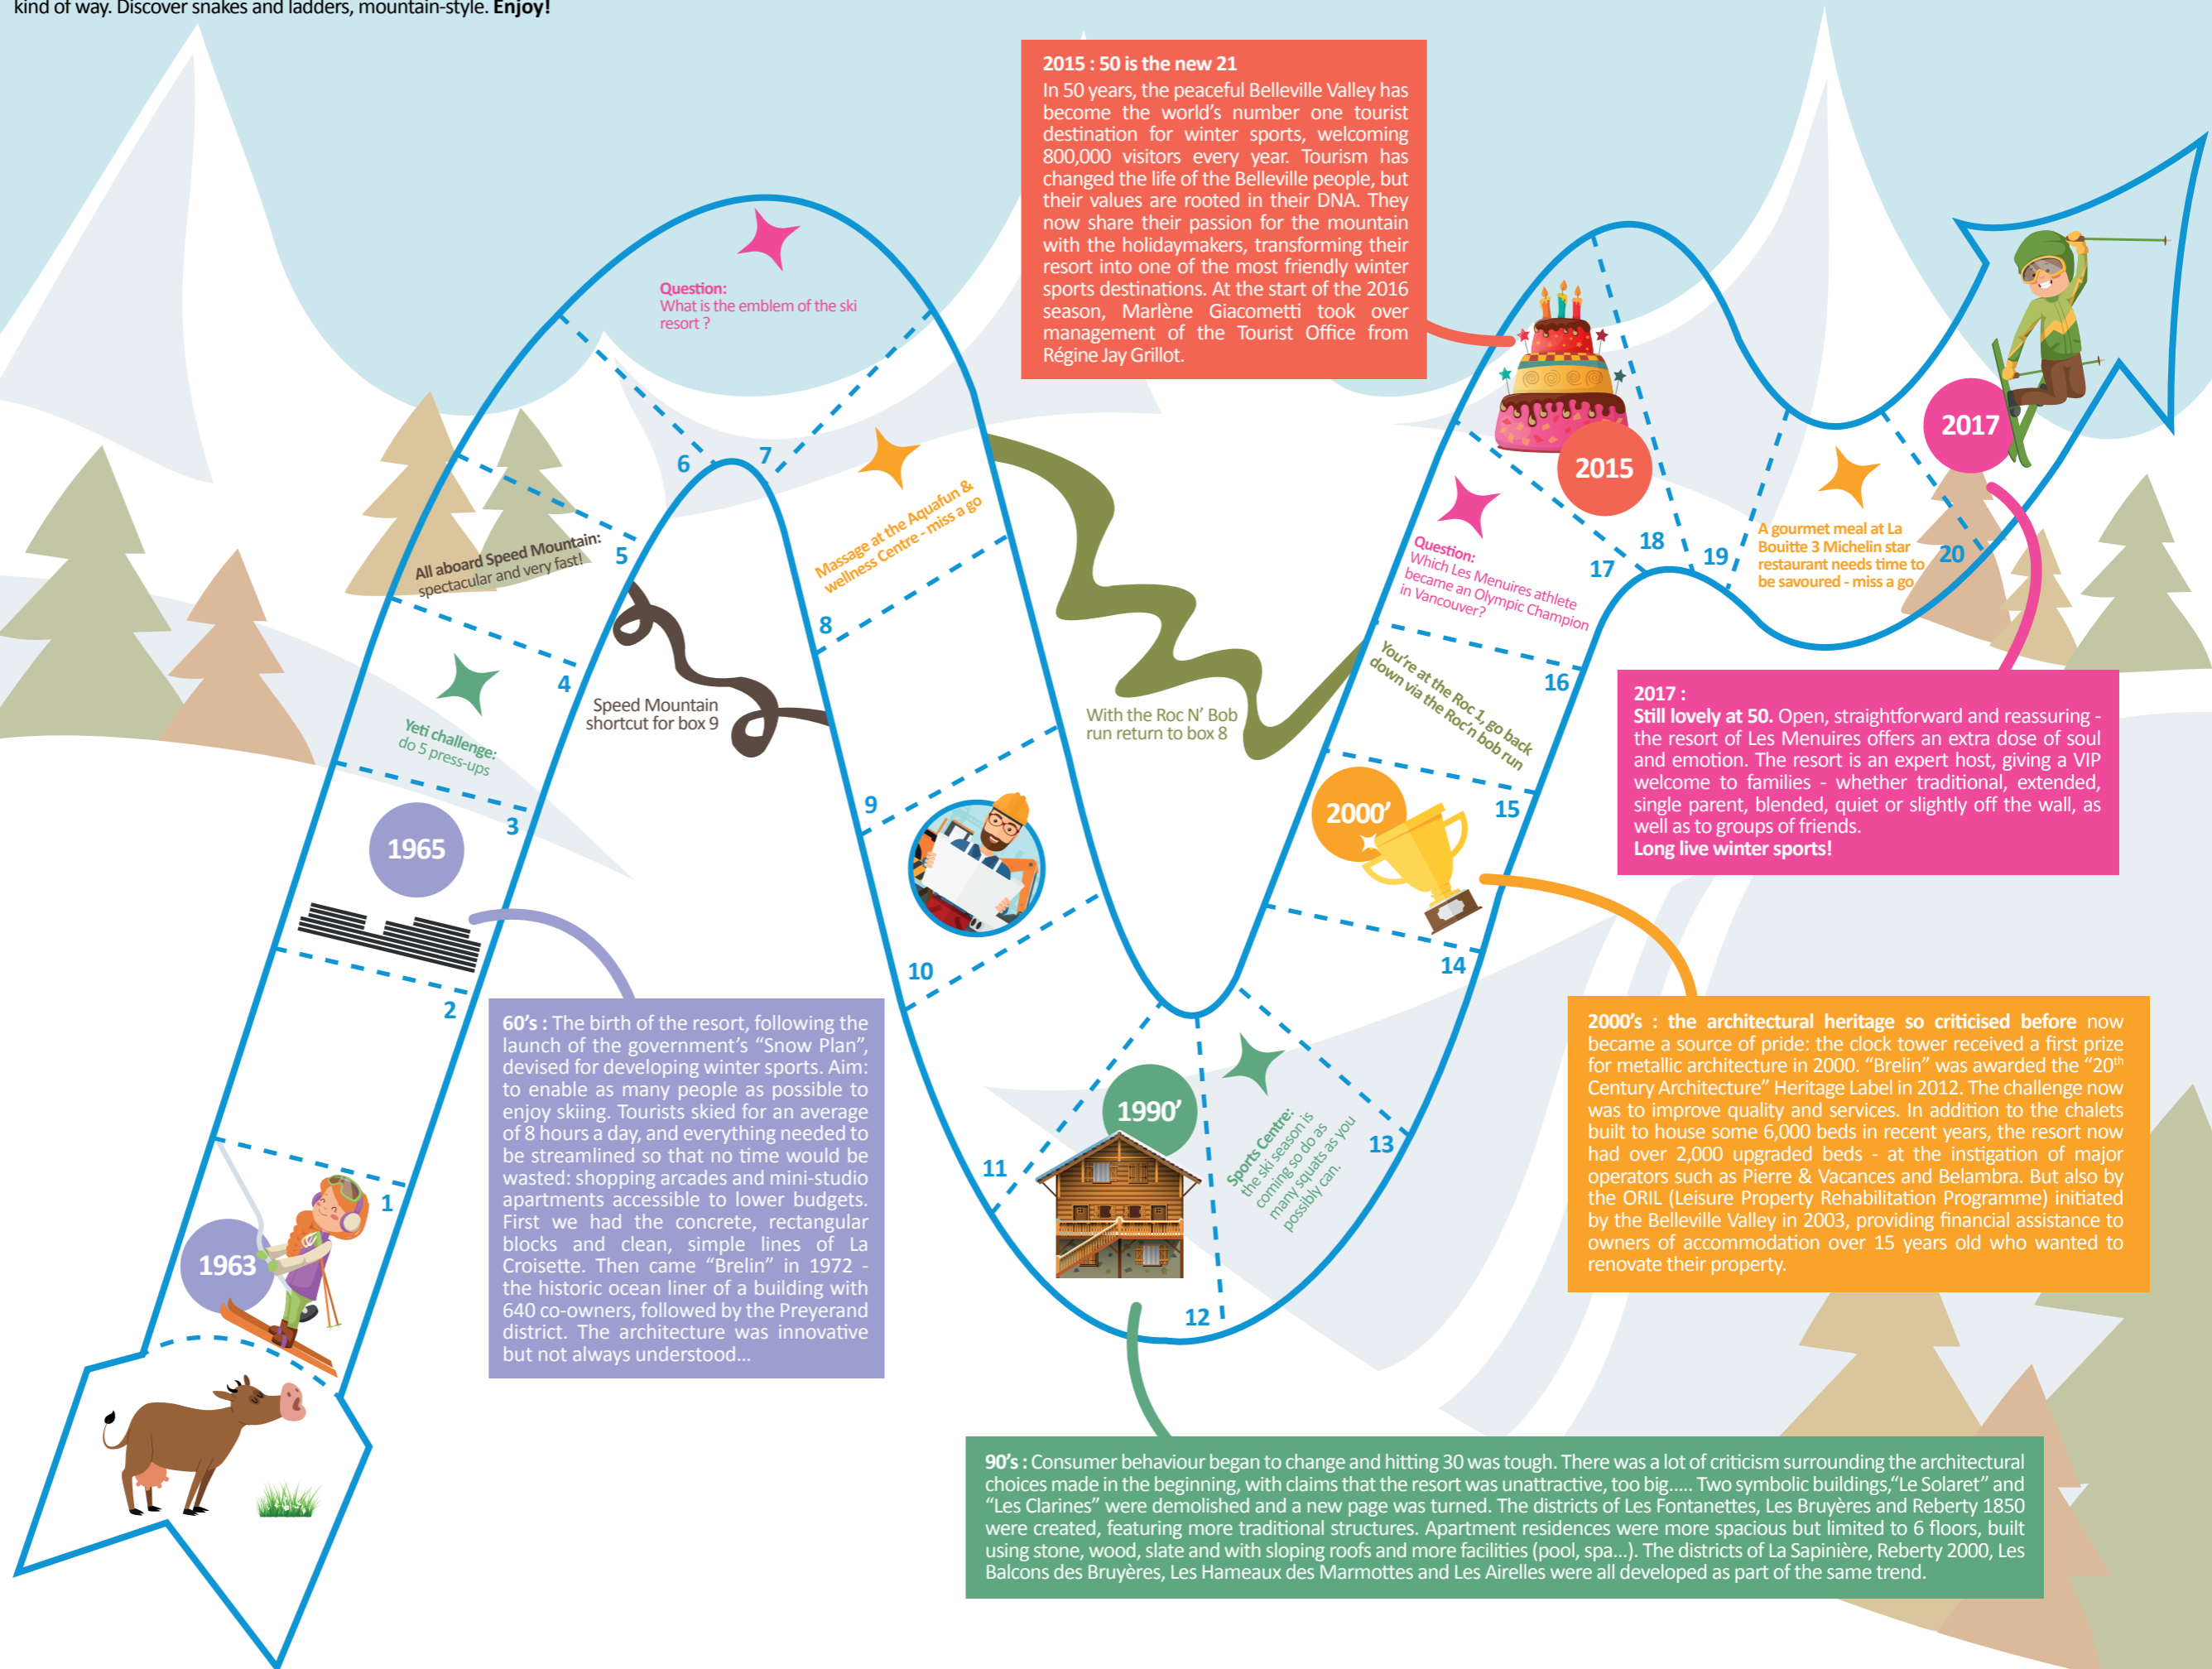 kind of way. Discover snakes and ladders, mountain-style. Enjoy!
2015 : 50 is the new 21
In 50 years, the peaceful Belleville Valley has
become the world's number one tourist
destination for winter sports, welcoming
800,000 visitors every year. Tourism has
changed the life of the Belleville people, but
their values are rooted in their DNA. They
now share their passion for the mountain
with the holidaymakers, transforming their
resort into one of the most friendly winter
sports destinations. At the start of the 2016
season, Marlène Giacometti took over
management of the Tourist Office from
Régine Jay Grillot.
Question:
What is the emblem of the ski
resort ?
6
7
All aboard Speed Mountain:
spectacular and very fast!
5
Massage at the Aquafun &
wellness Centre - miss a go
8
Yeti challenge:
do 5 press-ups
4
Speed Mountain
shortcut for box 9
With the Roc N' Bob
run return to box 8
1965
3
9
10
2
60's : The birth of the resort, following the
launch of the government's "Snow Plan",
devised for developing winter sports. Aim:
to enable as many people as possible to
enjoy skiing. Tourists skied for an average
of 8 hours a day, and everything needed to
be streamlined so that no time would be
wasted: shopping arcades and mini-studio
apartments accessible to lower budgets.
First we had the concrete, rectangular
blocks and clean, simple lines of La
Croisette. Then came "Brelin" in 1972 -
the historic ocean liner of a building with
640 co-owners, followed by the Preyerand
district. The architecture was innovative
but not always understood...
1
1963
11
1990'
12
Sports Centre:
the ski season is
coming so do as
many squats as you
possibly can.
13
14
2000'
15
You're at the Roc 1, go back
down via the Roc'n bob run
16
Question:
Which Les Menuires athlete
became an Olympic Champion
in Vancouver?
17
2015
18
19
A gourmet meal at La
Bouitte 3 Michelin star
restaurant needs time to
be savoured - miss a go
20
2017
2017 :
Still lovely at 50. Open, straightforward and reassuring -
the resort of Les Menuires offers an extra dose of soul
and emotion. The resort is an expert host, giving a VIP
welcome to families - whether traditional, extended,
single parent, blended, quiet or slightly off the wall, as
well as to groups of friends.
Long live winter sports!
2000's : the architectural heritage so criticised before now
became a source of pride: the clock tower received a first prize
for metallic architecture in 2000. "Brelin" was awarded the "20th
Century Architecture" Heritage Label in 2012. The challenge now
was to improve quality and services. In addition to the chalets
built to house some 6,000 beds in recent years, the resort now
had over 2,000 upgraded beds - at the instigation of major
operators such as Pierre & Vacances and Belambra. But also by
the ORIL (Leisure Property Rehabilitation Programme) initiated
by the Belleville Valley in 2003, providing financial assistance to
owners of accommodation over 15 years old who wanted to
renovate their property.
90's : Consumer behaviour began to change and hitting 30 was tough. There was a lot of criticism surrounding the architectural
choices made in the beginning, with claims that the resort was unattractive, too big..... Two symbolic buildings,"Le Solaret" and
"Les Clarines" were demolished and a new page was turned. The districts of Les Fontanettes, Les Bruyères and Reberty 1850
were created, featuring more traditional structures. Apartment residences were more spacious but limited to 6 floors, built
using stone, wood, slate and with sloping roofs and more facilities (pool, spa...). The districts of La Sapinière, Reberty 2000, Les
Balcons des Bruyères, Les Hameaux des Marmottes and Les Airelles were all developed as part of the same trend.